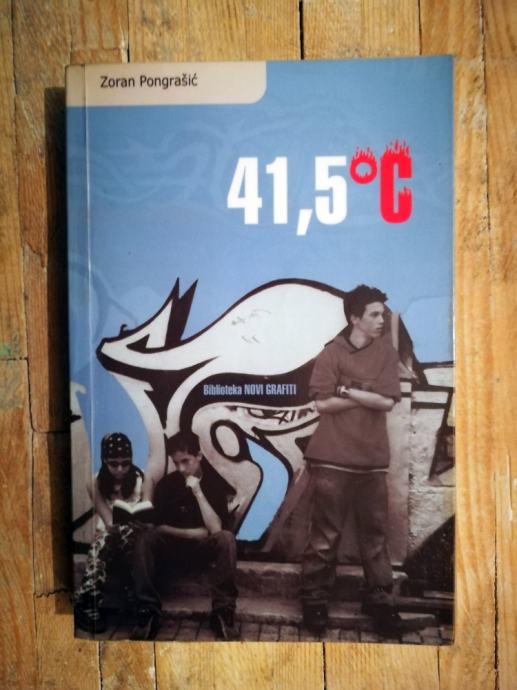 Zoran Pongrašić
41,5°C
Biblioteka NOVI GRAFITI